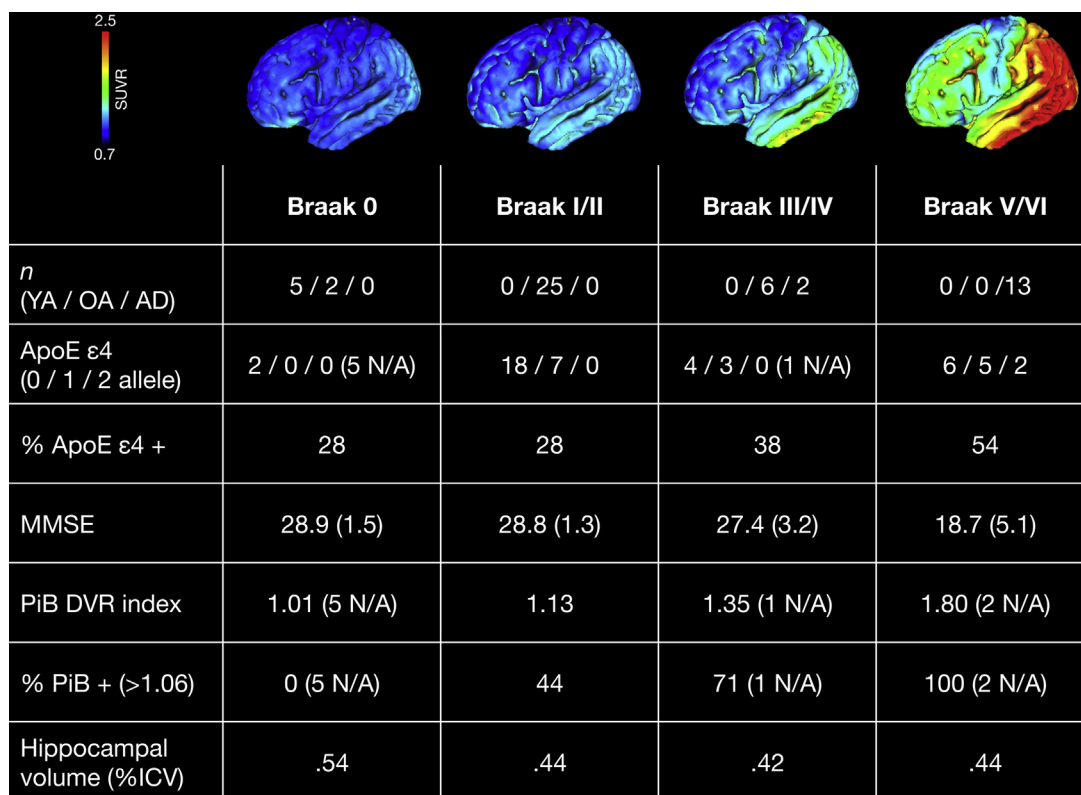 2.5
SUVR
0.7
Braak 0 Braak I/II Braak III/IV Braak V/VI
n
(YA / OA / AD) 5 / 2 / 0 0 / 25 / 0 0 / 6 / 2 0 / 0 /13
ApoE ε4
(0 / 1 / 2 allele) 2 / 0 / 0 (5 N/A) 18 / 7 / 0 4 / 3 / 0 (1 N/A) 6 / 5 / 2
% ApoE ε4 + 28 28 38 54
MMSE 28.9 (1.5) 28.8 (1.3) 27.4 (3.2) 18.7 (5.1)
PiB DVR index 1.01 (5 N/A) 1.13 1.35 (1 N/A) 1.80 (2 N/A)
% PiB + (>1.06) 0 (5 N/A) 44 71 (1 N/A) 100 (2 N/A)
Hippocampal
volume (%ICV) .54 .44 .42 .44